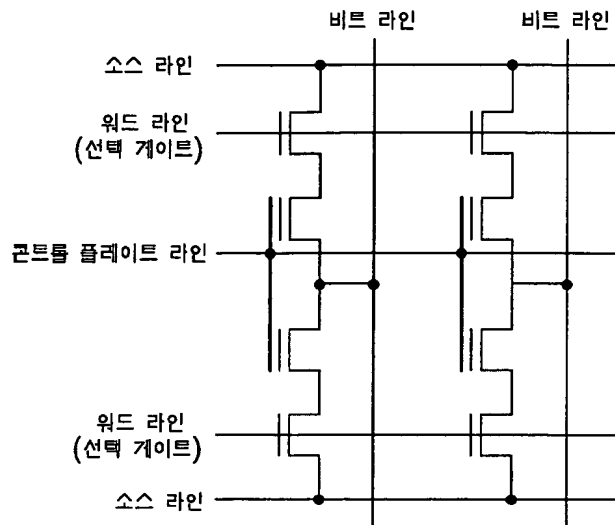 비트 라인
비트 라인
소스 라인
워드 라인
(선택 게이트)
콘트롤 플레이트 라인
워드 라인
(선택 게이트)
소스 라인